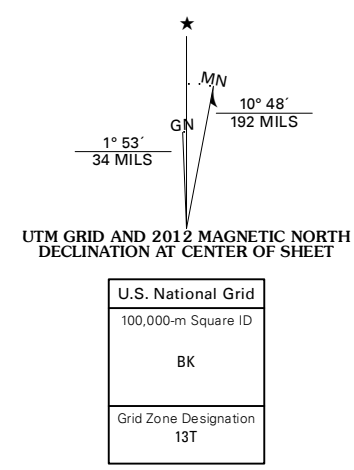 ★
MN
GN
10° 48´
192 MILS
1° 53´
34 MILS
UTM GRID AND 2012 MAGNETIC NORTH
DECLINATION AT CENTER OF SHEET
U.S. National Grid
100,000-m Square ID
BK
Grid Zone Designation
13T